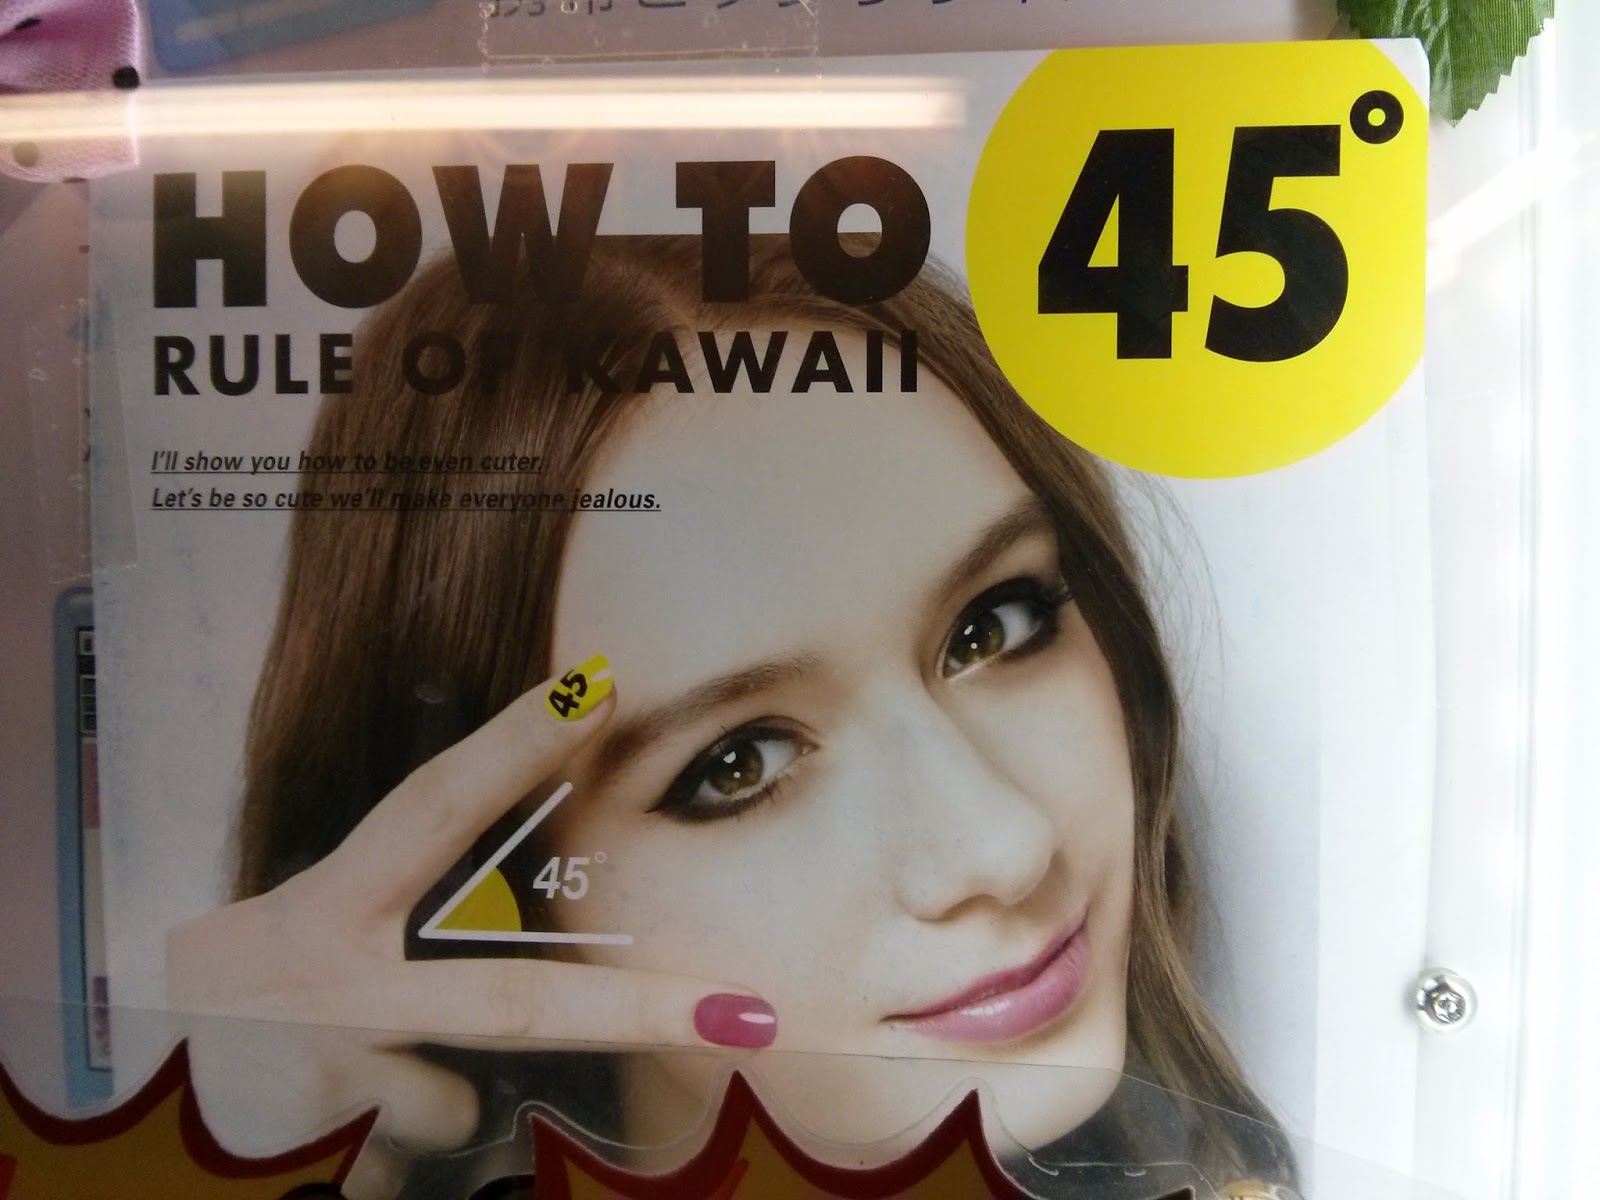 HOW TO 45°
RULE OF KAWAII
I'll show you how to be even cuter.
Let's be so cute we'll make everyone jealous.
45
45°